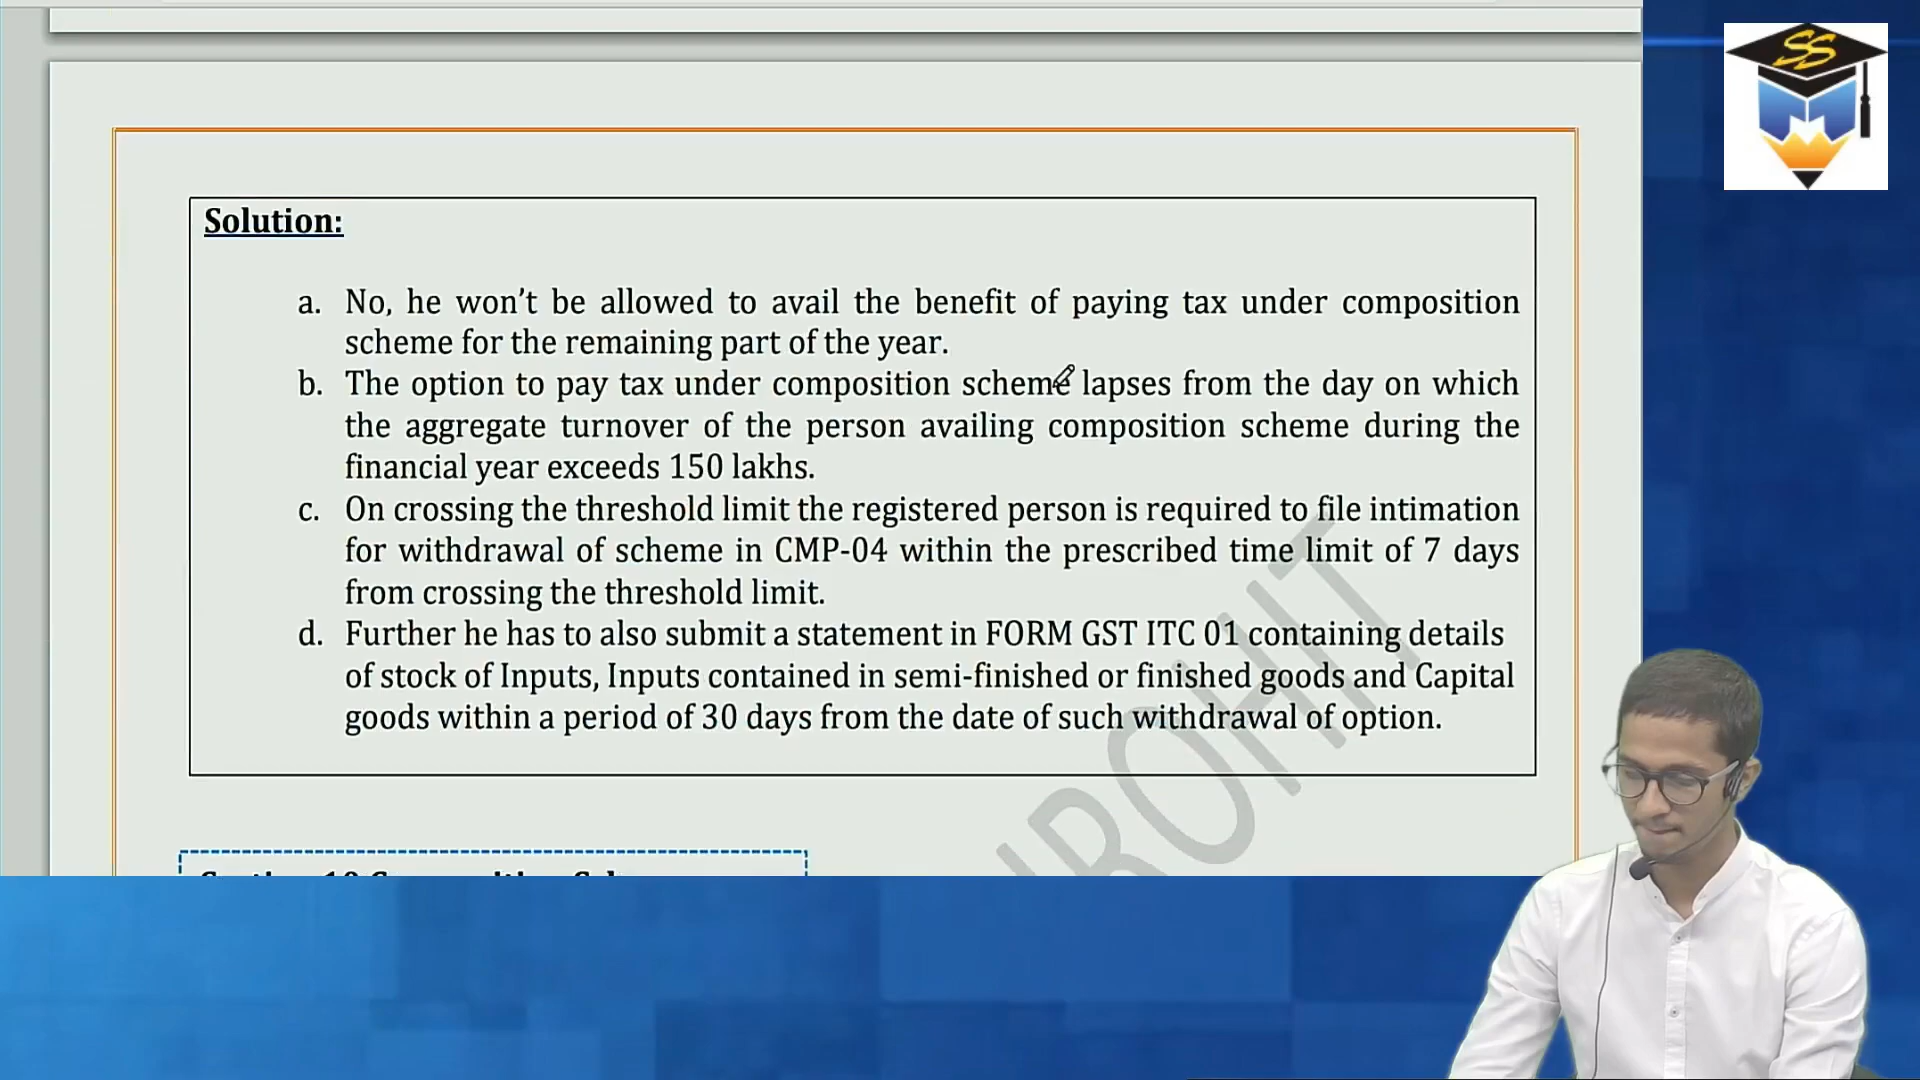 SS
Solution:
a. No, he won’t be allowed to avail the benefit of paying tax under composition
scheme for the remaining part of the year.
b. The option to pay tax under composition scheme lapses from the day on which
the aggregate turnover of the person availing composition scheme during the
financial year exceeds 150 lakhs.
c. On crossing the threshold limit the registered person is required to file intimation
for withdrawal of scheme in CMP-04 within the prescribed time limit of 7 days
from crossing the threshold limit.
d. Further he has to also submit a statement in FORM GST ITC 01 containing details
of stock of Inputs, Inputs contained in semi-finished or finished goods and Capital
goods within a period of 30 days from the date of such withdrawal of option.